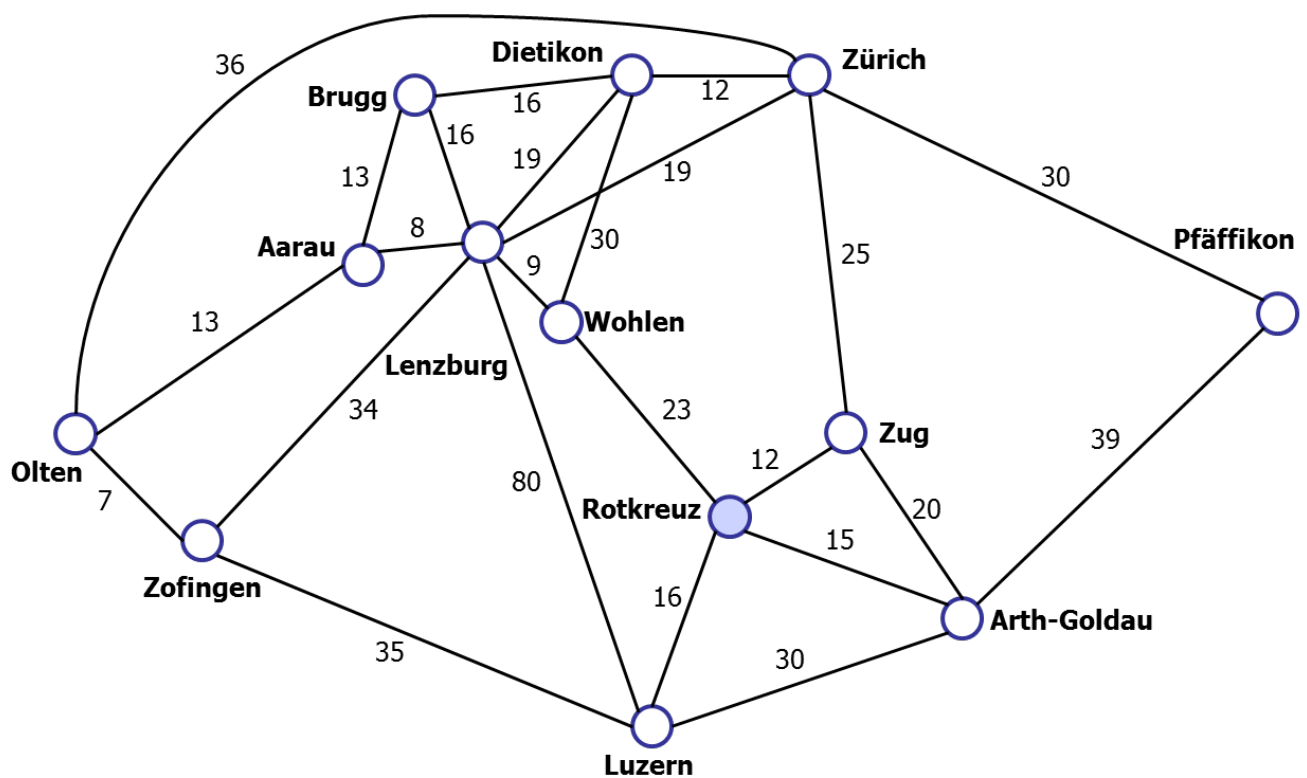 36
Dietikon
Zürich
Brugg
16
12
16
19
19
30
13
Aarau
8
30
9
25
Pfäffikon
Wohlen
13
Lenzburg
34
23
Zug
39
Olten
7
80
12
Rotkreuz
20
15
Zofingen
16
Arth-Goldau
35
30
Luzern